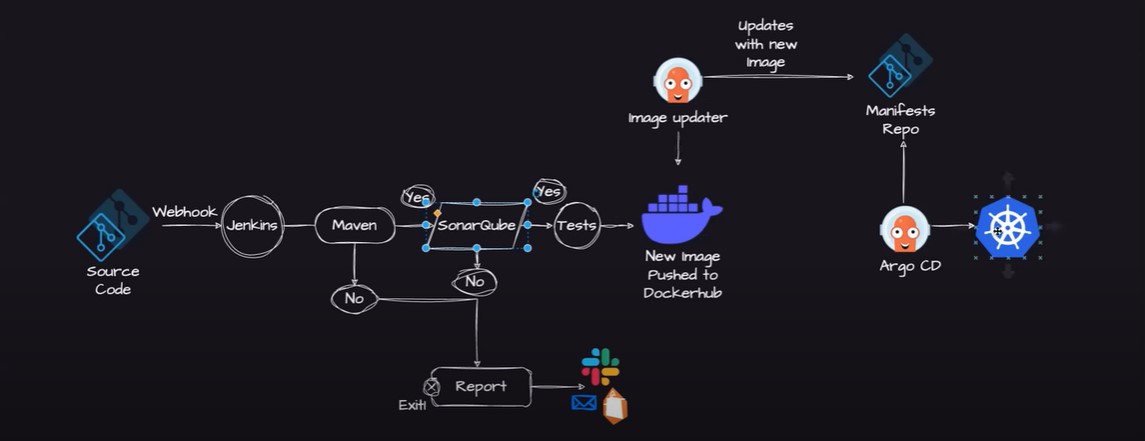 Updates
with new
Image
Image updater
Manifests
Repo
Webhook
Jenkins
Maven
Yes
SonarQube
Yes
Tests
Source
Code
No
No
New Image
Pushed to
Dockerhub
Argo CD
Report
Exit!